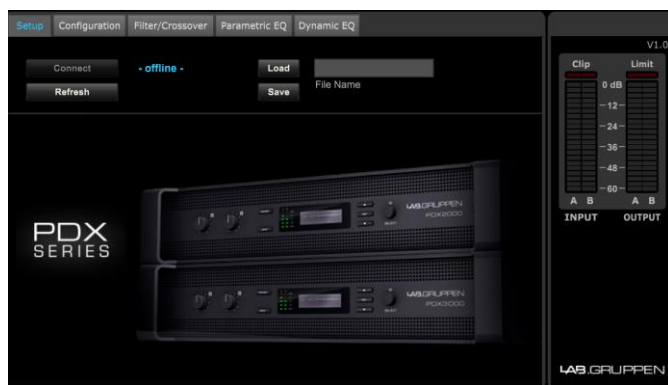 Setup Configuration Filter/Crossover Parametric EQ Dynamic EQ
Connect - offline - Load
Refresh Save File Name
PDX
SERIES
LAB.GRUPPEN
PDX2000
LAB.GRUPPEN
PDX3000
V1.0
Clip Limit
0 dB
-12-
-24-
-36-
-48-
-60-
A B A B
INPUT OUTPUT
LAB.GRUPPEN